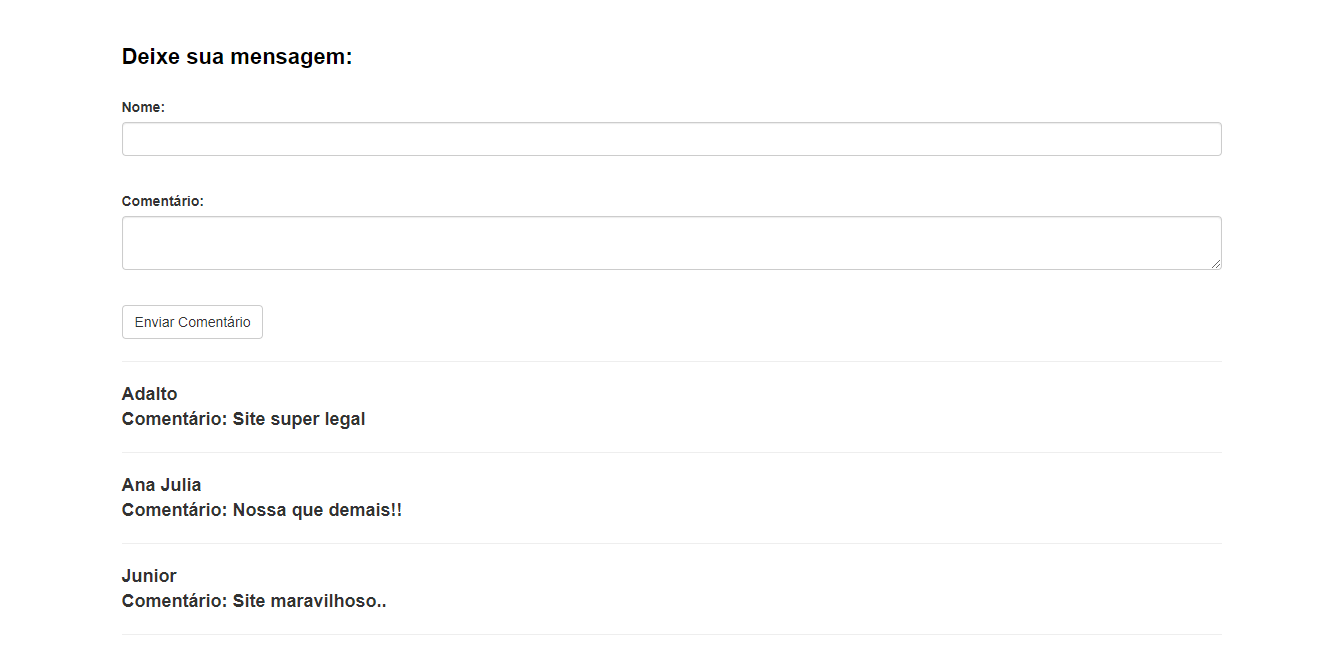 Deixe sua mensagem:
Nome:
Comentário:
Enviar Comentário
Adalto
Comentário: Site super legal
Ana Julia
Comentário: Nossa que demais!!
Junior
Comentário: Site maravilhoso..